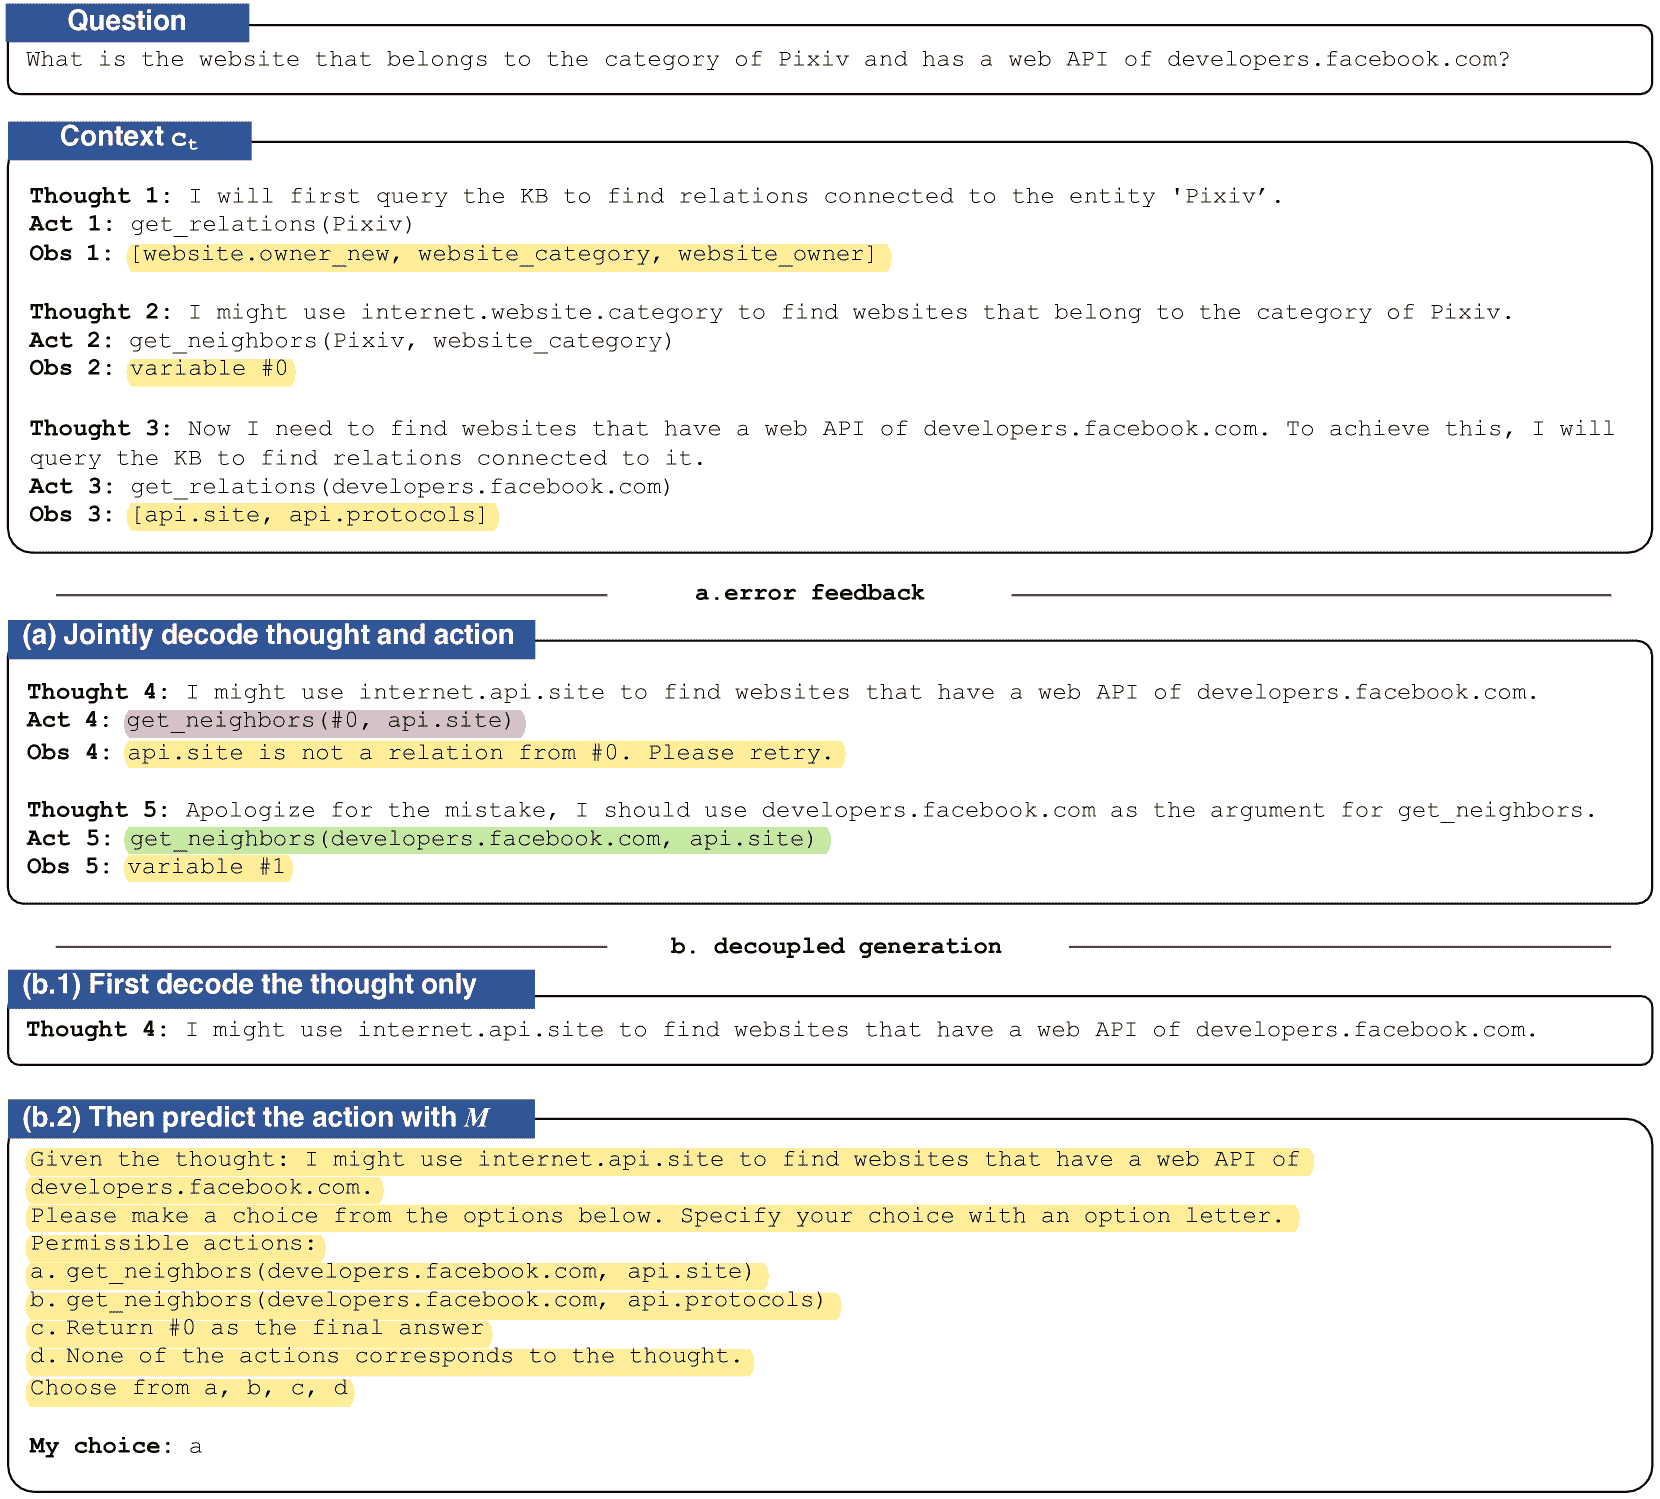 Question
What is the website that belongs to the category of Pixiv and has a web API of developers.facebook.com?
Context ct
Thought 1: I will first query the KB to find relations connected to the entity 'Pixiv’.
Act 1: get_relations(Pixiv)
Obs 1: [website.owner_new, website_category, website_owner]
Thought 2: I might use internet.website.category to find websites that belong to the category of Pixiv.
Act 2: get_neighbors(Pixiv, website_category)
Obs 2: variable #0
Thought 3: Now I need to find websites that have a web API of developers.facebook.com. To achieve this, I will
query the KB to find relations connected to it.
Act 3: get_relations(developers.facebook.com)
Obs 3: [api.site, api.protocols]
a.error feedback
(a) Jointly decode thought and action
Thought 4: I might use internet.api.site to find websites that have a web API of developers.facebook.com.
Act 4: get_neighbors(#0, api.site)
Obs 4: api.site is not a relation from #0. Please retry.
Thought 5: Apologize for the mistake, I should use developers.facebook.com as the argument for get_neighbors.
Act 5: get_neighbors(developers.facebook.com, api.site)
Obs 5: variable #1
b. decoupled generation
(b.1) First decode the thought only
Thought 4: I might use internet.api.site to find websites that have a web API of developers.facebook.com.
(b.2) Then predict the action with M
Given the thought: I might use internet.api.site to find websites that have a web API of
developers.facebook.com.
Please make a choice from the options below. Specify your choice with an option letter.
Permissible actions:
a. get_neighbors(developers.facebook.com, api.site)
b. get_neighbors(developers.facebook.com, api.protocols)
c. Return #0 as the final answer
d. None of the actions corresponds to the thought.
Choose from a, b, c, d
My choice: a